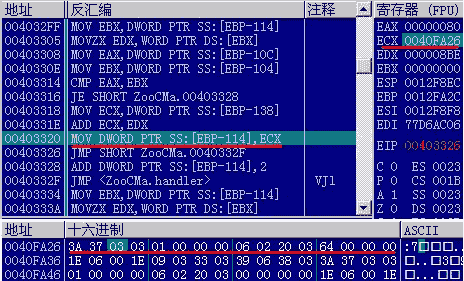 地址 反汇编 注释 寄存器 (FPU)
004032FF MOV EBX,DWORD PTR SS:[EBP-114] EAX 00000080
00403305 MOVZX EDX,WORD PTR DS:[EBX] ECX 0040FA26
00403308 MOV EAX,DWORD PTR SS:[EBP-10C] EDX 000008BE
0040330E MOV EBX,DWORD PTR SS:[EBP-104] EBX 00000000
00403314 CMP EAX,EBX ESP 0012F8EC
00403316 JE SHORT ZooCMa.00403328 EBP 0012FA2C
00403318 MOV ECX,DWORD PTR SS:[EBP-138] ESI 0012F8F8
0040331E ADD ECX,EDX EDI 77D6AC06
00403320 MOV DWORD PTR SS:[EBP-114],ECX
00403326 JMP SHORT ZooCMa.0040332F EIP 00403326
00403328 ADD DWORD PTR SS:[EBP-114],2 C 0 ES 0023
0040332F JMP <ZooCMa.handler> VJ1 P 0 CS 001B
00403334 MOV EBX,DWORD PTR SS:[EBP-114] A 1 SS 0023
0040333A MOVZX EDX,WORD PTR DS:[EBX] Z 0 DS 0023
地址 十六进制 ASCII
0040FA26 3A 37 03 03 01 00 00 00 06 02 20 03 64 00 00 00 :7
0040FA36 1E 06 00 1E 09 03 33 03 39 06 38 03 3A 37 03 03
0040FA46 01 00 00 00 06 02 20 03 00 00 00 00 1E 06 00 1E